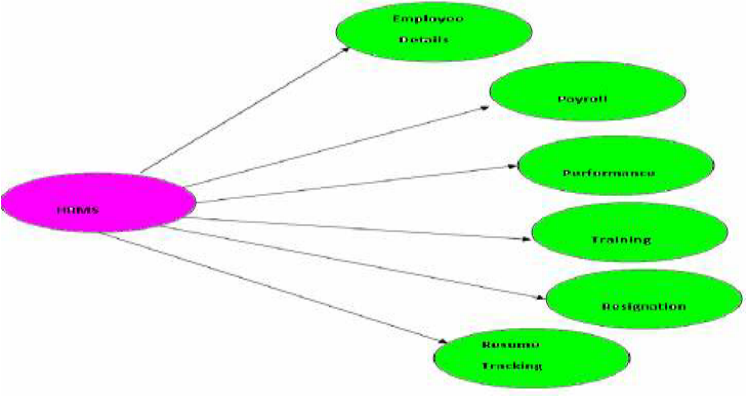 Employee
Details
Payroll
Performance
HRMS
Training
Resignation
Resume
Tracking